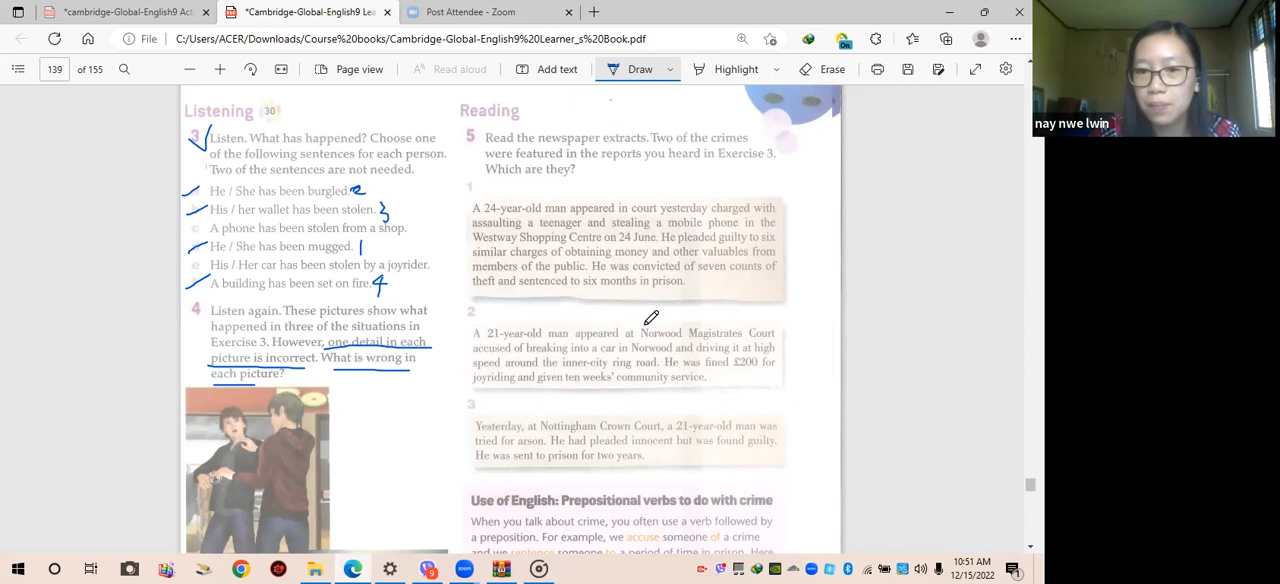 *cambridge-Global-English9 Act
*Cambridge-Global-English9 Lea
Post Attendee - Zoom
File
C:/Users/ACER/Downloads/Course%20books/Cambridge-Global-English9%20Learner_s%20Book.pdf
On
139 of 155
Page view
Read aloud
Add text
Draw
Highlight
Erase
nay nwe lwin
Listening 30
3 Listen. What has happened? Choose one
of the following sentences for each person.
Two of the sentences are not needed.
He / She has been burgled. 2
b His / her wallet has been stolen. 3
c A phone has been stolen from a shop.
He / She has been mugged. 1
e His / Her car has been stolen by a joyrider.
A building has been set on fire. 4
4 Listen again. These pictures show what
happened in three of the situations in
Exercise 3. However, one detail in each
picture is incorrect. What is wrong in
each picture?
Reading
5 Read the newspaper extracts. Two of the crimes
were featured in the reports you heard in Exercise 3.
Which are they?
1
A 24-year-old man appeared in court yesterday charged with
assaulting a teenager and stealing a mobile phone in the
Westway Shopping Centre on 24 June. He pleaded guilty to six
similar charges of obtaining money and other valuables from
members of the public. He was convicted of seven counts of
theft and sentenced to six months in prison.
2
A 21-year-old man appeared at Norwood Magistrates Court
accused of breaking into a car in Norwood and driving it at high
speed around the inner-city ring road. He was fined £200 for
joyriding and given ten weeks' community service.
3
Yesterday, at Nottingham Crown Court, a 21-year-old man was
tried for arson. He had pleaded innocent but was found guilty.
He was sent to prison for two years.
Use of English: Prepositional verbs to do with crime
When you talk about crime, you often use a verb followed by
a preposition. For example, we accuse someone of a crime
and we sentence someone to a period of time in prison. Here
9
10:51 AM
12/15/2022
1